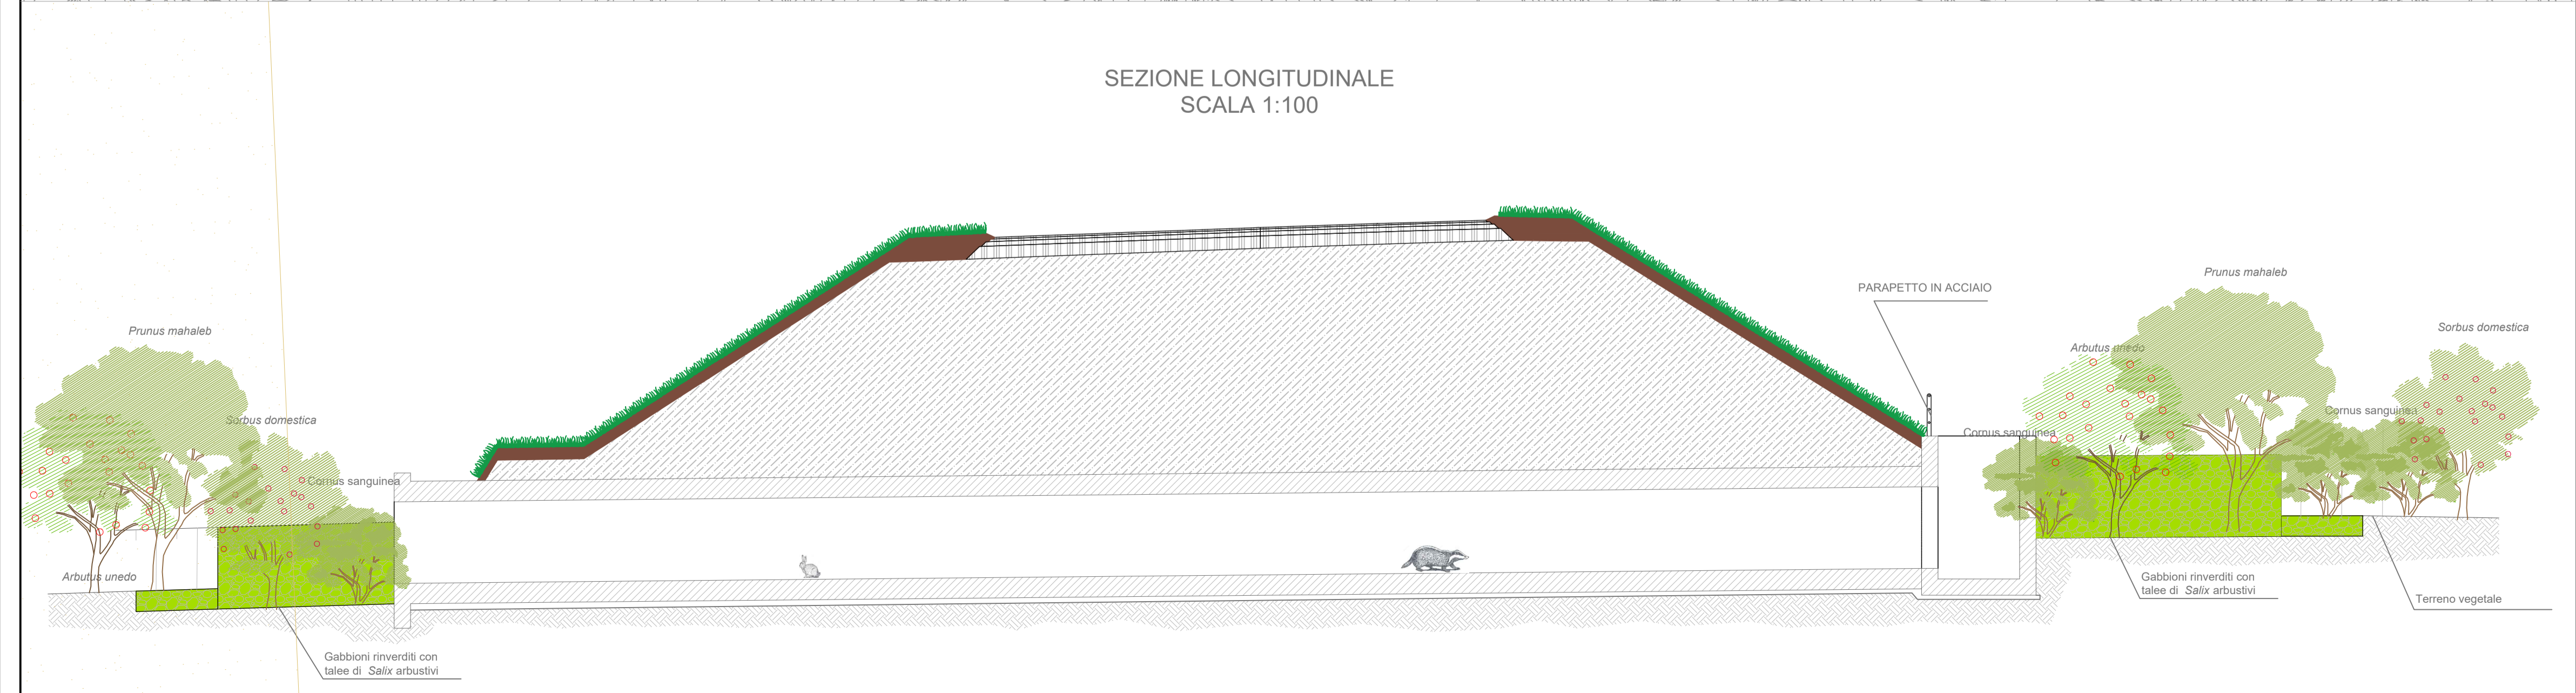 SEZIONE LONGITUDINALE
SCALA 1:100
Prunus mahaleb
Sorbus domestica
Cornus sanguinea
Arbutus unedo
Gabbioni rinverditi con
talee di Salix arbustivi
PARAPETTO IN ACCIAIO
Prunus mahaleb
Sorbus domestica
Arbutus unedo
Cornus sanguinea
Cornus sanguinea
Gabbioni rinverditi con
talee di Salix arbustivi
Terreno vegetale